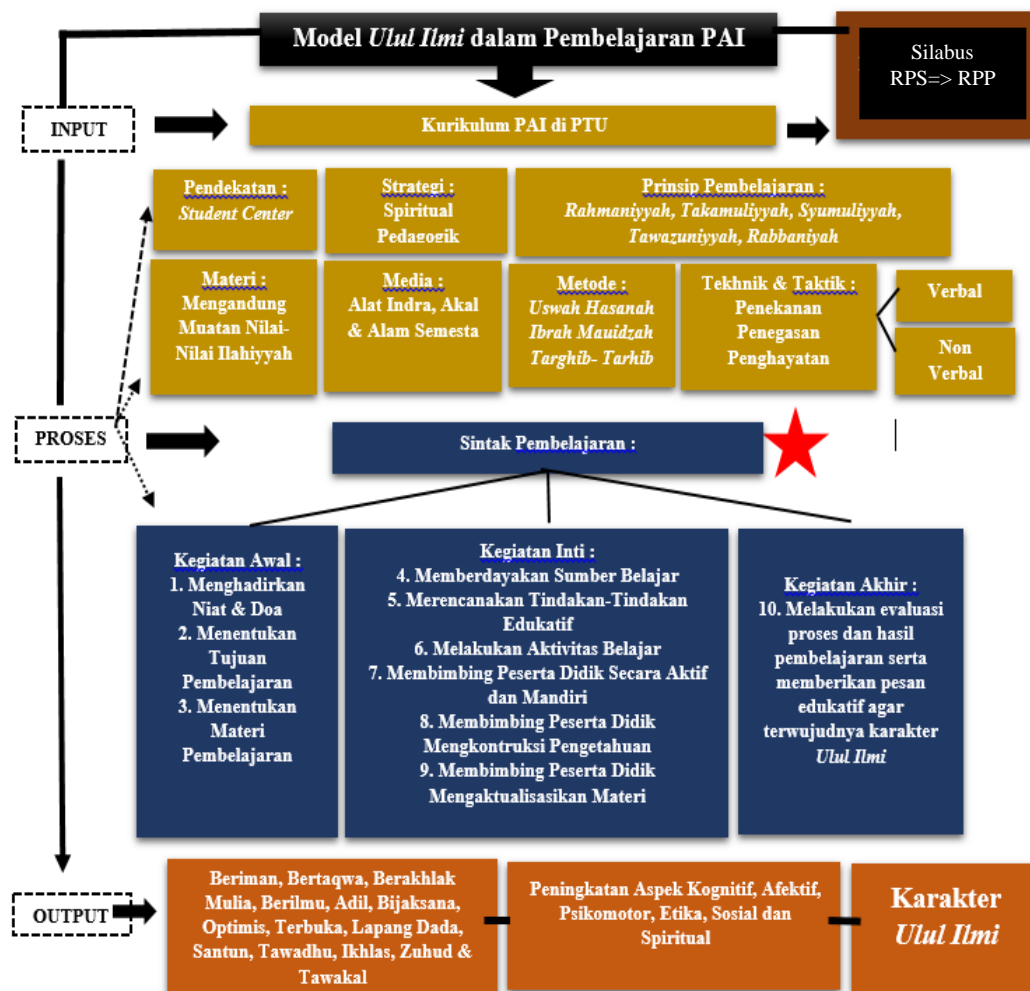 Model Ulul Ilmi dalam Pembelajaran PAI
Silabus
RPS=> RPP
INPUT
Kurikulum PAI di PTU
Pendekatan :
Student Center
Strategi :
Spiritual
Pedagogik
Prinsip Pembelajaran :
Rahmaniyyah, Takamuliyyah, Syumuliyyah,
Tawazuniyyah, Rabbaniyah
Materi :
Mengandung
Muatan Nilai-
Nilai Ilahiyyah
Media :
Alat Indra, Akal
& Alam Semesta
Metode :
Uswah Hasanah
Ibrah Mauidzah
Targhib- Tarhib
Tekhnik & Taktik :
Penekanan
Penegasan
Penghayatan
Verbal
Non
Verbal
PROSES
Sintak Pembelajaran :
Kegiatan Awal :
1. Menghadirkan
Niat & Doa
2. Menentukan
Tujuan
Pembelajaran
3. Menentukan
Materi
Pembelajaran
Kegiatan Inti :
4. Memberdayakan Sumber Belajar
5. Merencanakan Tindakan-Tindakan
Edukatif
6. Melakukan Aktivitas Belajar
7. Membimbing Peserta Didik Secara Aktif
dan Mandiri
8. Membimbing Peserta Didik
Mengkontruksi Pengetahuan
9. Membimbing Peserta Didik
Mengaktualisasikan Materi
Kegiatan Akhir :
10. Melakukan evaluasi
proses dan hasil
pembelajaran serta
memberikan pesan
edukatif agar
terwujudnya karakter
Ulul Ilmi
OUTPUT
Beriman, Bertaqwa, Berakhlak
Mulia, Berilmu, Adil, Bijaksana,
Optimis, Terbuka, Lapang Dada,
Santun, Tawadhu, Ikhlas, Zuhud &
Tawakal
Peningkatan Aspek Kognitif, Afektif,
Psikomotor, Etika, Sosial dan
Spiritual
Karakter
Ulul Ilmi